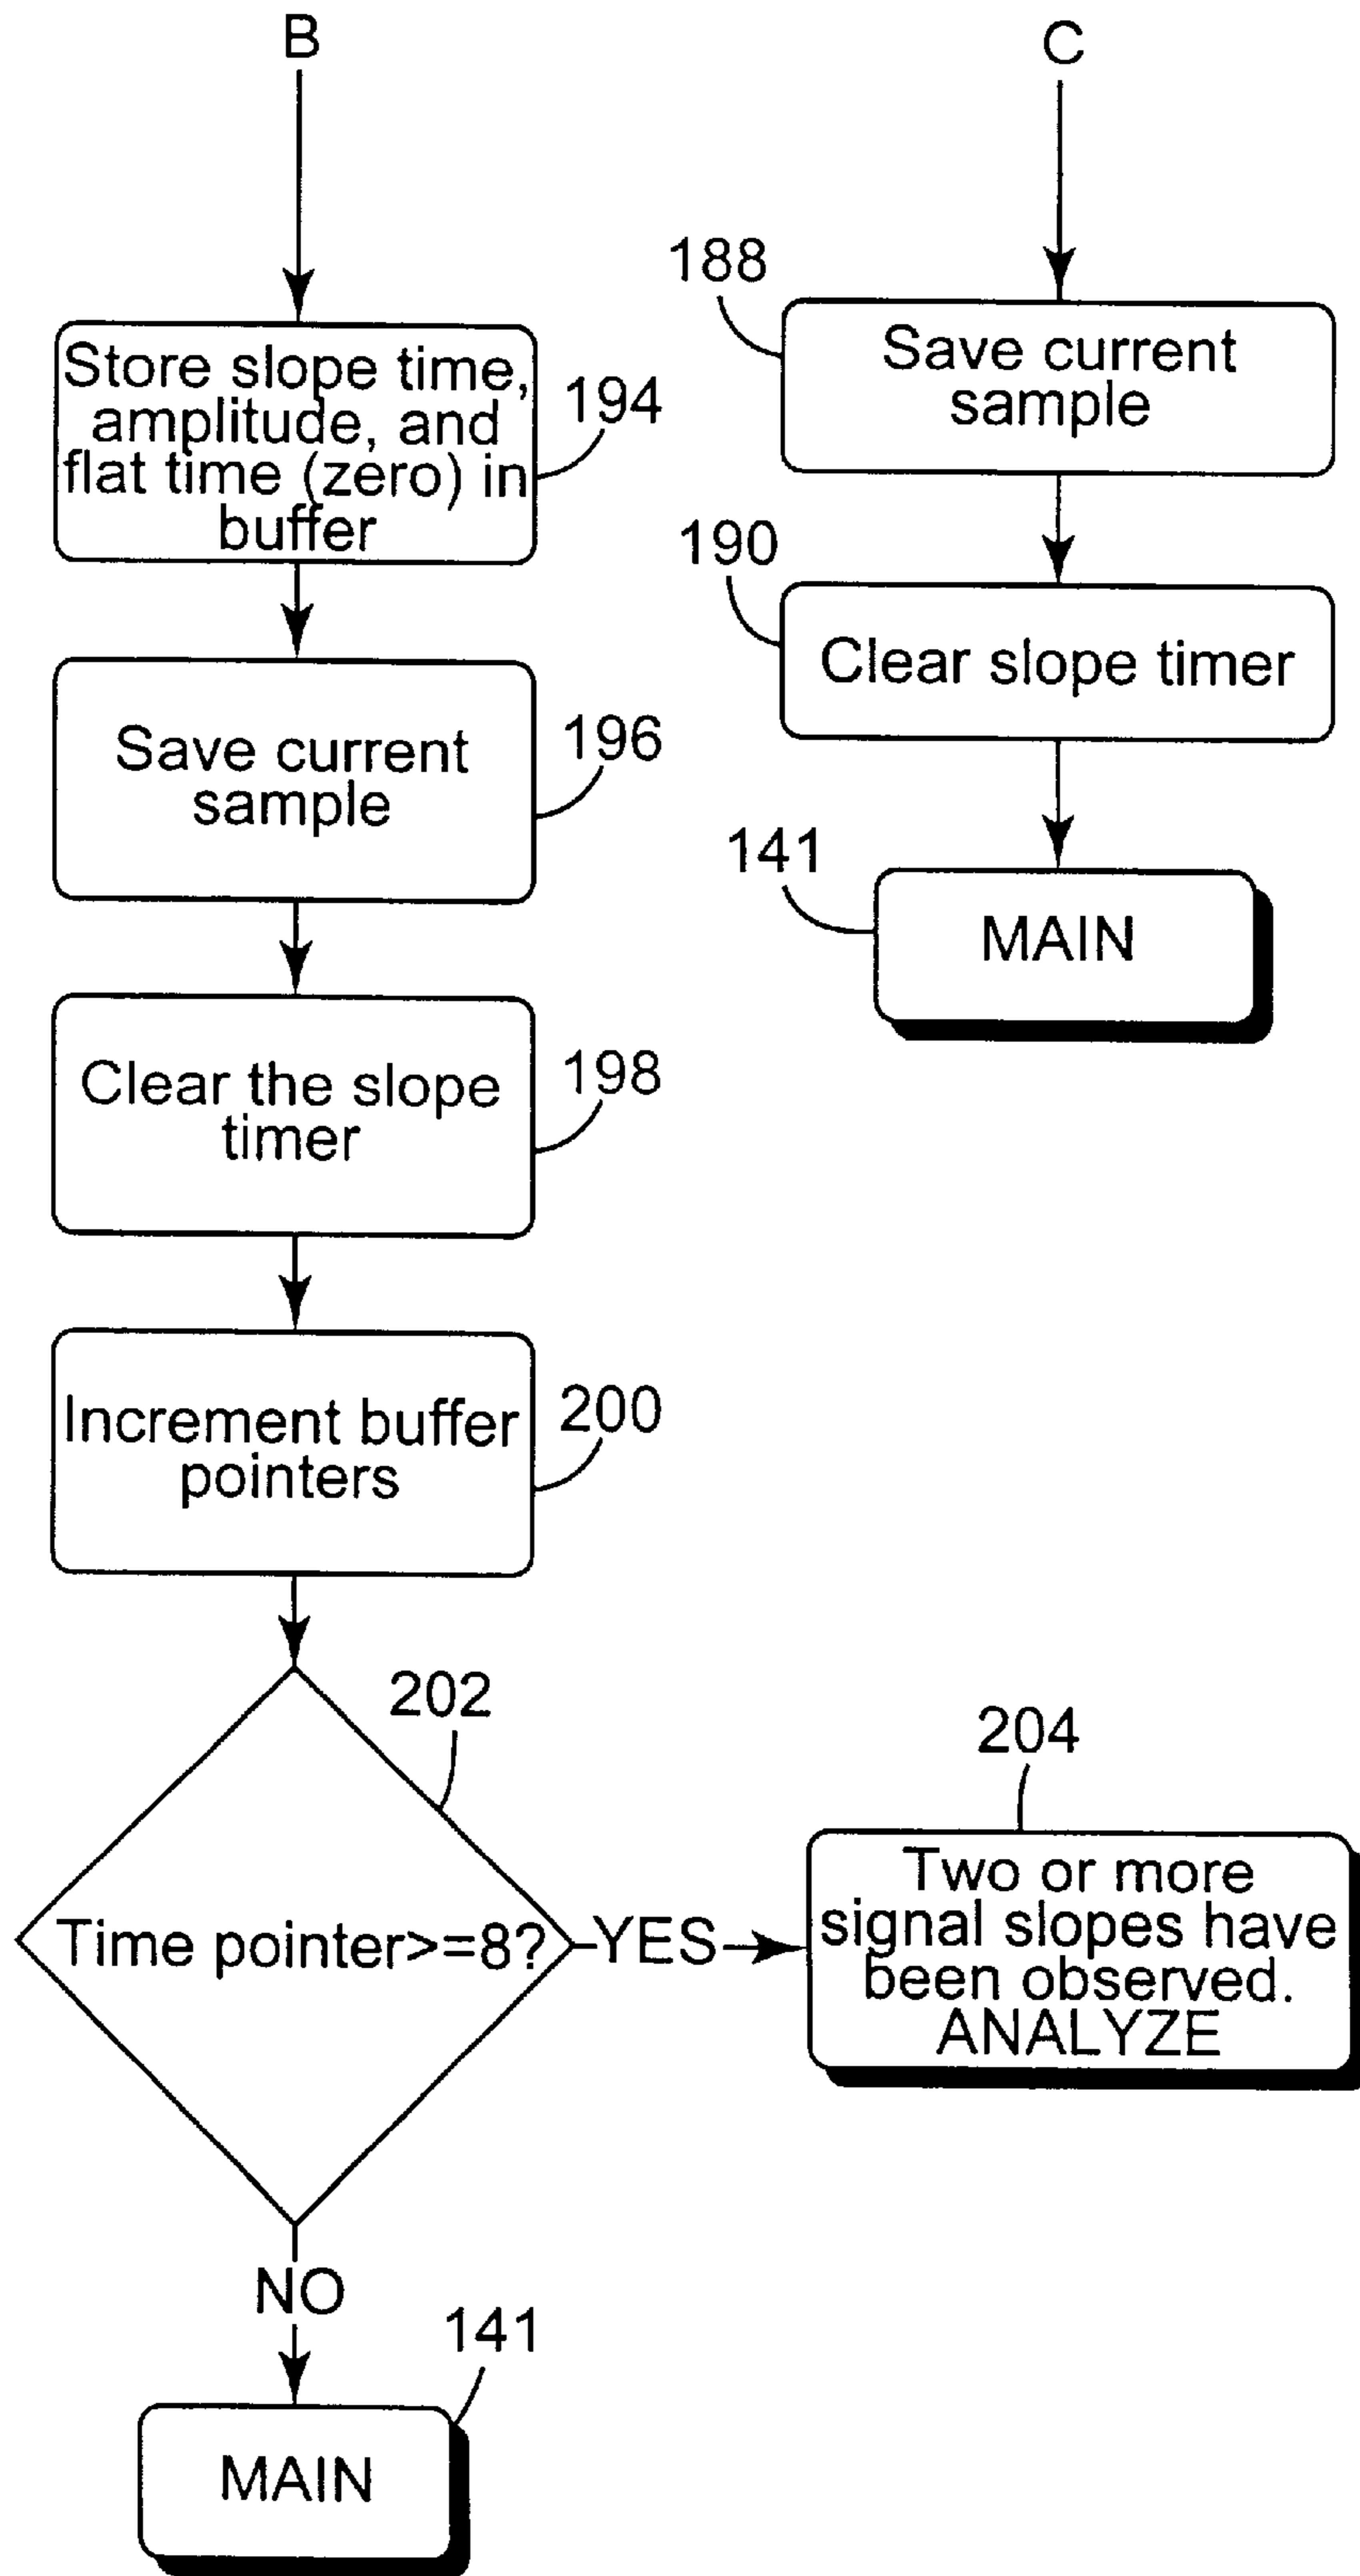 B
Store slope time,
amplitude, and
flat time (zero) in
buffer
194
Save current
sample
196
Clear the slope
timer
198
Increment buffer
pointers
200
202
Time pointer>=8?
YES
204
Two or more
signal slopes have
been observed.
ANALYZE
NO
141
MAIN
C
188
Save current
sample
190
Clear slope timer
141
MAIN